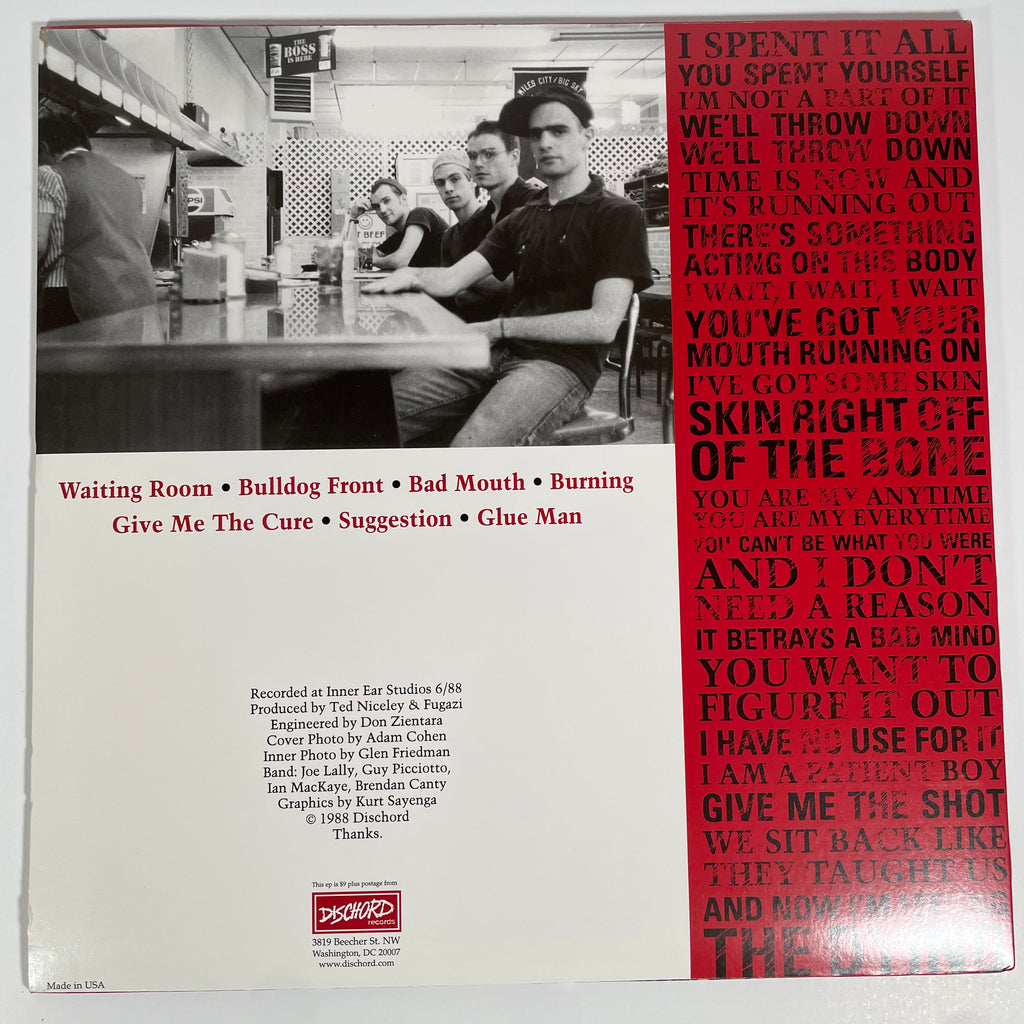 THE
BOSS
IS HERE
MILES CITY/BIG SKY
PSI
T BEEF
Waiting Room • Bulldog Front • Bad Mouth • Burning
Give Me The Cure • Suggestion • Glue Man
Recorded at Inner Ear Studios 6/88
Produced by Ted Niceley & Fugazi
Engineered by Don Zientara
Cover Photo by Adam Cohen
Inner Photo by Glen Friedman
Band: Joe Lally, Guy Picciotto,
Ian MacKaye, Brendan Canty
Graphics by Kurt Sayenga
© 1988 Dischord
Thanks.
This ep is $9 plus postage from
DISCHORD
records
3819 Beecher St. NW
Washington, DC 20007
www.dischord.com
Made in USA
I SPENT IT ALL
YOU SPENT YOURSELF
I'M NOT A PART OF IT
WE'LL THROW DOWN
WE'LL THROW DOWN
TIME IS NOW AND
IT'S RUNNING OUT
THERE'S SOMETHING
ACTING ON THIS BODY
I WAIT, I WAIT, I WAIT
YOU'VE GOT YOUR
MOUTH RUNNING ON
I'VE GOT SOME SKIN
SKIN RIGHT OFF
OF THE BONE
YOU ARE MY ANYTIME
YOU ARE MY EVERYTIME
YOU CAN'T BE WHAT YOU WERE
AND I DON'T
NEED A REASON
IT BETRAYS A BAD MIND
YOU WANT TO
FIGURE IT OUT
I HAVE NO USE FOR IT
I AM A PATIENT BOY
GIVE ME THE SHOT
WE SIT BACK LIKE
THEY TAUGHT US
AND NOW I'M
THE